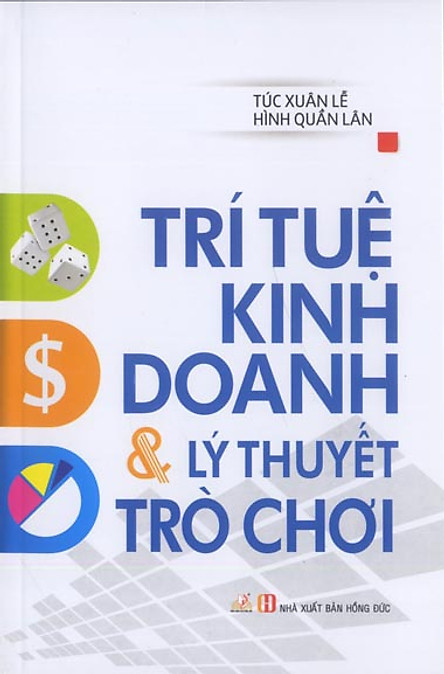 TÚC XUÂN LỄ
HÌNH QUẦN LÂN
TRÍ TUỆ
KINH
DOANH
& LÝ THUYẾT
TRÒ CHƠI
NHÀ XUẤT BẢN HỒNG ĐỨC